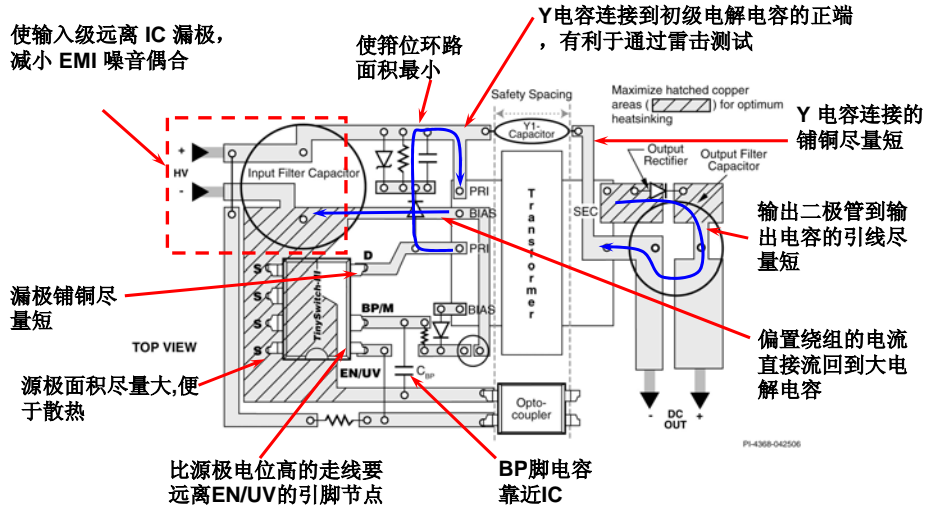 Y电容连接到初级电解电容的正端
，有利于通过雷击测试
使输入级远离 IC 漏极，
减小 EMI 噪音偶合
使箝位环路
面积最小
Safety Spacing
Maximize hatched copper
areas ( ) for optimum
heatsinking
Y1-
Capacitor
Y 电容连接的
铺铜尽量短
Output
Rectifier
Output Filter
Capacitor
+
HV
-
Input Filter Capacitor
PRI
BIAS
PRI
BIAS
Transformer
SEC
输出二极管到输
出电容的引线尽
量短
D
S
S
S
S
TinySwitch-III
BP/M
EN/UV
CBP
漏极铺铜尽
量短
TOP VIEW
源极面积尽量大,便
于散热
偏置绕组的电流
直接流回到大电
解电容
Opto-
coupler
- DC +
OUT
PI-4368-042506
比源极电位高的走线要
远离EN/UV的引脚节点
BP脚电容
靠近IC